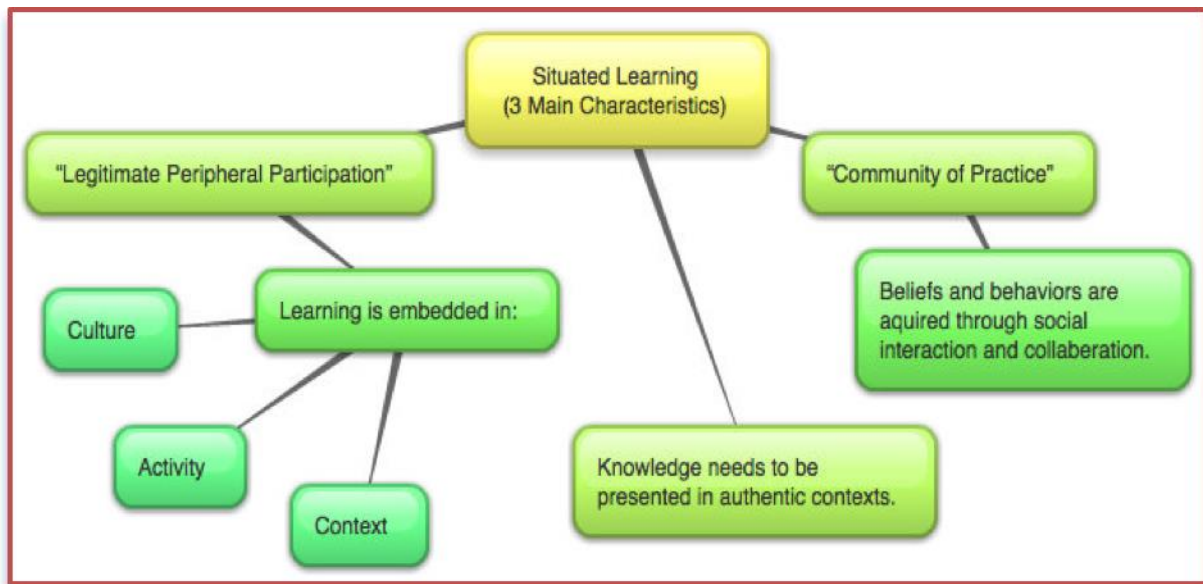 Situated Learning
(3 Main Characteristics)
"Legitimate Peripheral Participation"
"Community of Practice"
Learning is embedded in:
Culture
Activity
Context
Knowledge needs to be
presented in authentic contexts.
Beliefs and behaviors are
aquired through social
interaction and collaberation.